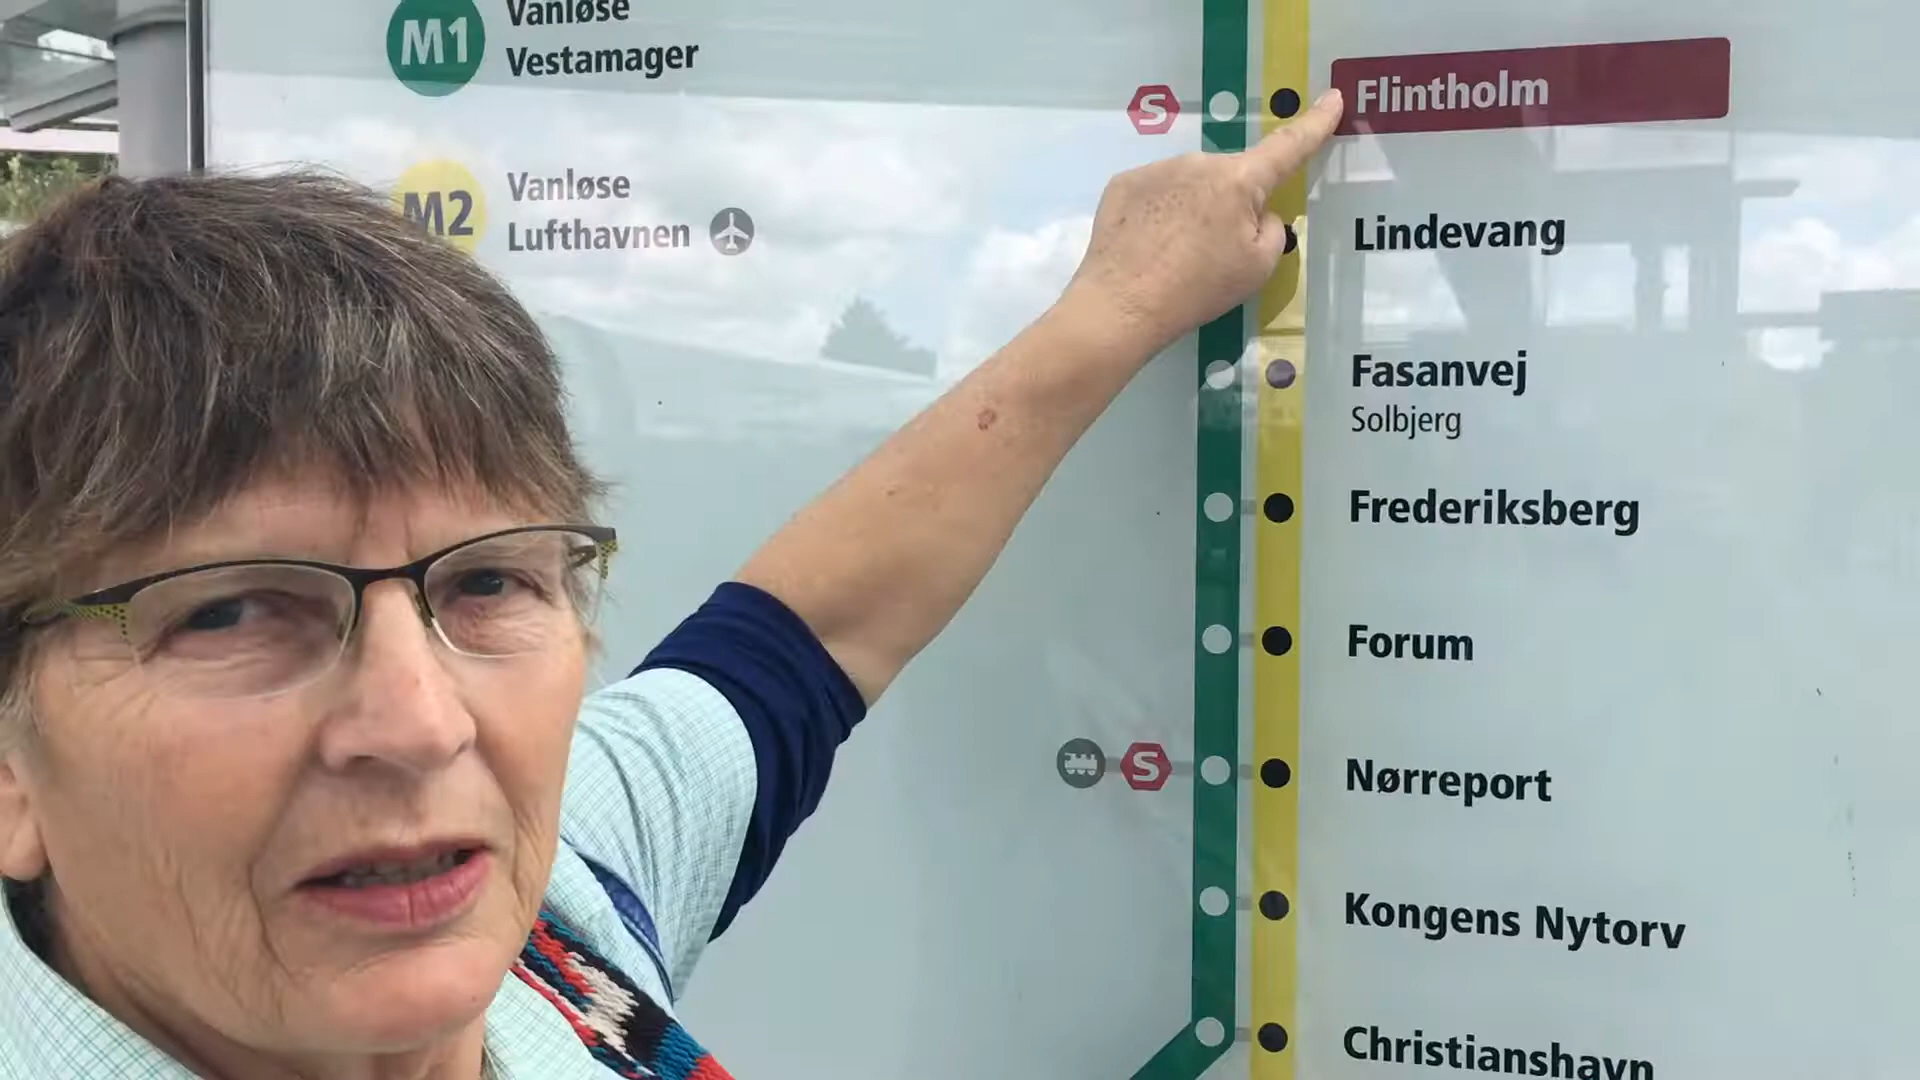 M1
Vanløse
Vestamager
M2
Vanløse
Lufthavnen
S
Flintholm
Lindevang
Fasanvej
Solbjerg
Frederiksberg
Forum
S
Nørreport
Kongens Nytorv
Christianshavn